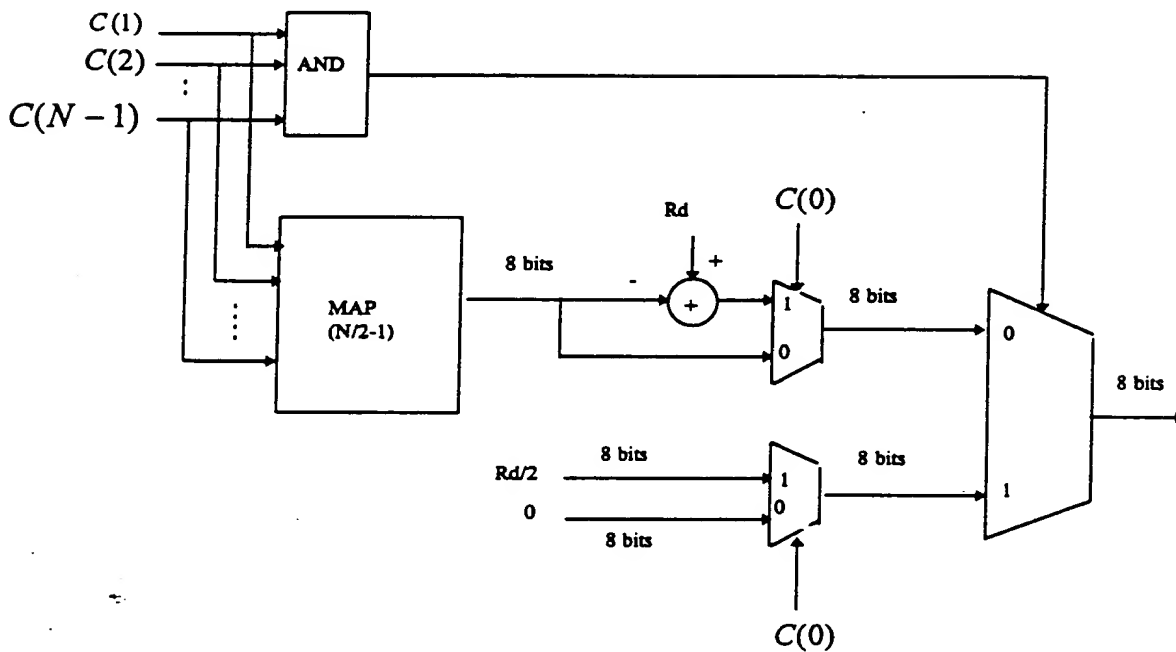 C(1)
C(2)
⋮
C(N − 1)
AND
MAP
(N/2-1)
8 bits
Rd
+
-
+
C(0)
1
0
8 bits
0
8 bits
Rd/2
8 bits
0
8 bits
1
0
8 bits
1
C(0)